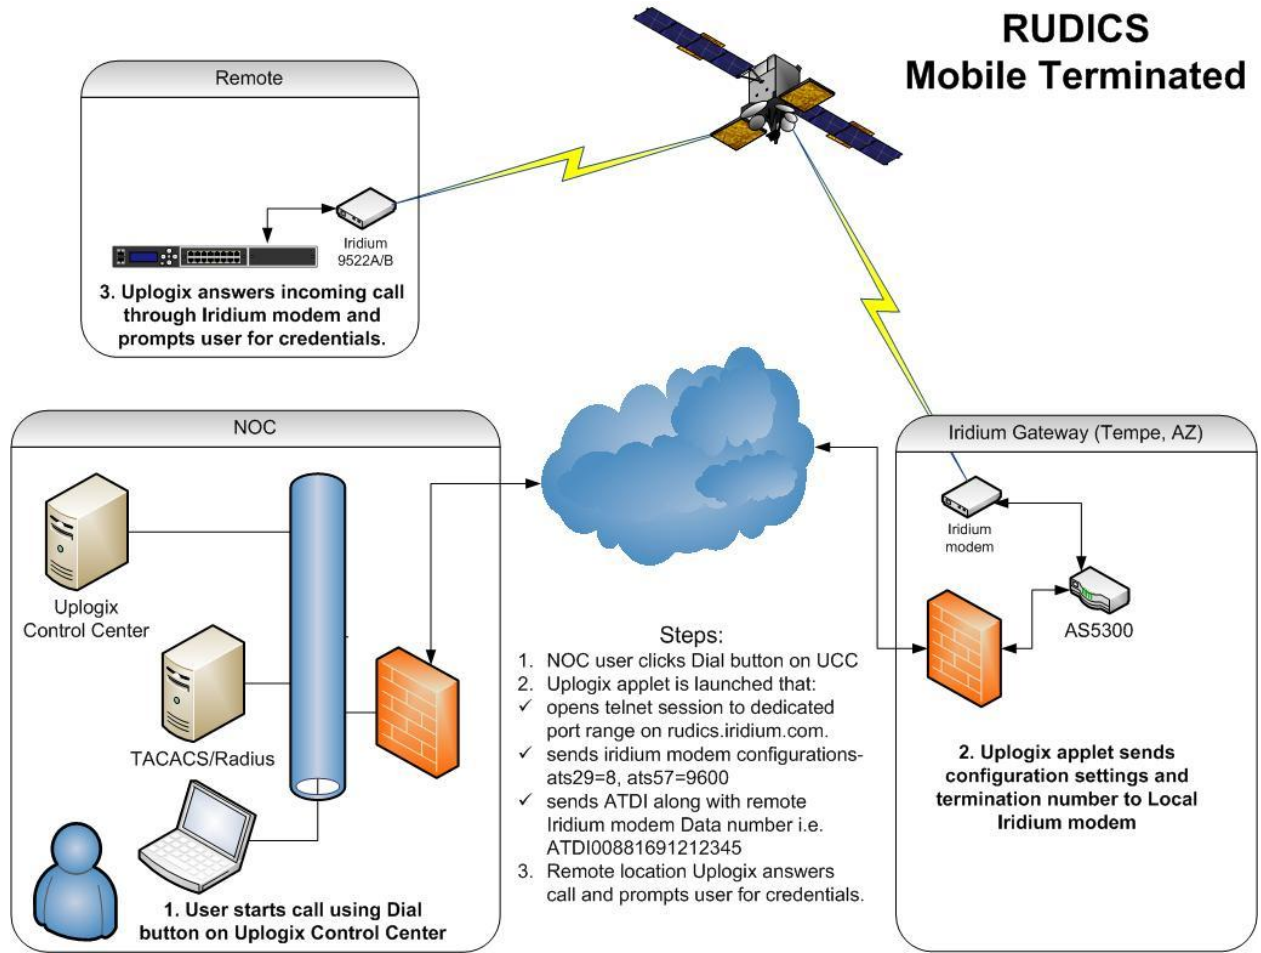 RUDICS
Mobile Terminated
Remote
Iridium
9522A/B
3. Uplogix answers incoming call
through Iridium modem and
prompts user for credentials.
NOC
Uplogix
Control Center
TACACS/Radius
1. User starts call using Dial
button on Uplogix Control Center
Steps:
1. NOC user clicks Dial button on UCC
2. Uplogix applet is launched that:
✓ opens telnet session to dedicated
port range on rudics.iridium.com.
✓ sends iridium modem configurations-
ats29=8, ats57=9600
✓ sends ATDI along with remote
Iridium modem Data number i.e.
ATDI00881691212345
3. Remote location Uplogix answers
call and prompts user for credentials.
Iridium Gateway (Tempe, AZ)
Iridium
modem
AS5300
2. Uplogix applet sends
configuration settings and
termination number to Local
Iridium modem